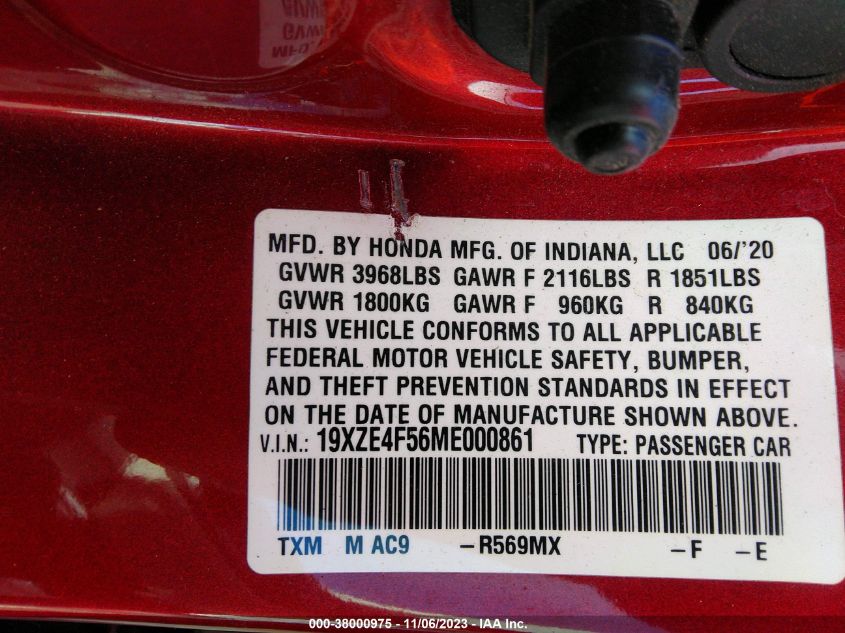 MFD. BY HONDA MFG. OF INDIANA, LLC 06/'20
GVWR 3968LBS GAWR F 2116LBS R 1851LBS
GVWR 1800KG GAWR F 960KG R 840KG
THIS VEHICLE CONFORMS TO ALL APPLICABLE
FEDERAL MOTOR VEHICLE SAFETY, BUMPER,
AND THEFT PREVENTION STANDARDS IN EFFECT
ON THE DATE OF MANUFACTURE SHOWN ABOVE.
V.I.N.: 19XZE4F56ME000861 TYPE: PASSENGER CAR
TXM M AC9 -R569MX -F -E
000-38000975 - 11/06/2023 - IAA Inc.